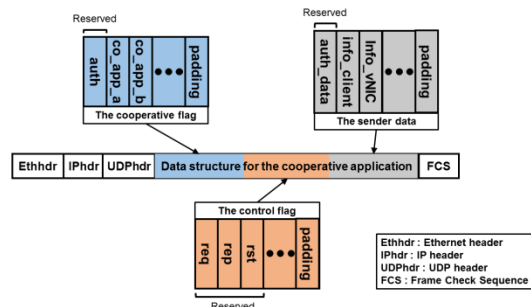 Reserved
auth
co_app_a
co_app_b
●●●
padding
The cooperative flag
Reserved
auth_data
info_client
Info_vNIC
●●●
padding
The sender data
Ethhdr
IPhdr
UDPhdr
Data structure for the cooperative application
FCS
The control flag
req
rep
rst
●●●
padding
Reserved
Ethhdr : Ethernet header
IPhdr : IP header
UDPhdr : UDP header
FCS : Frame Check Sequence